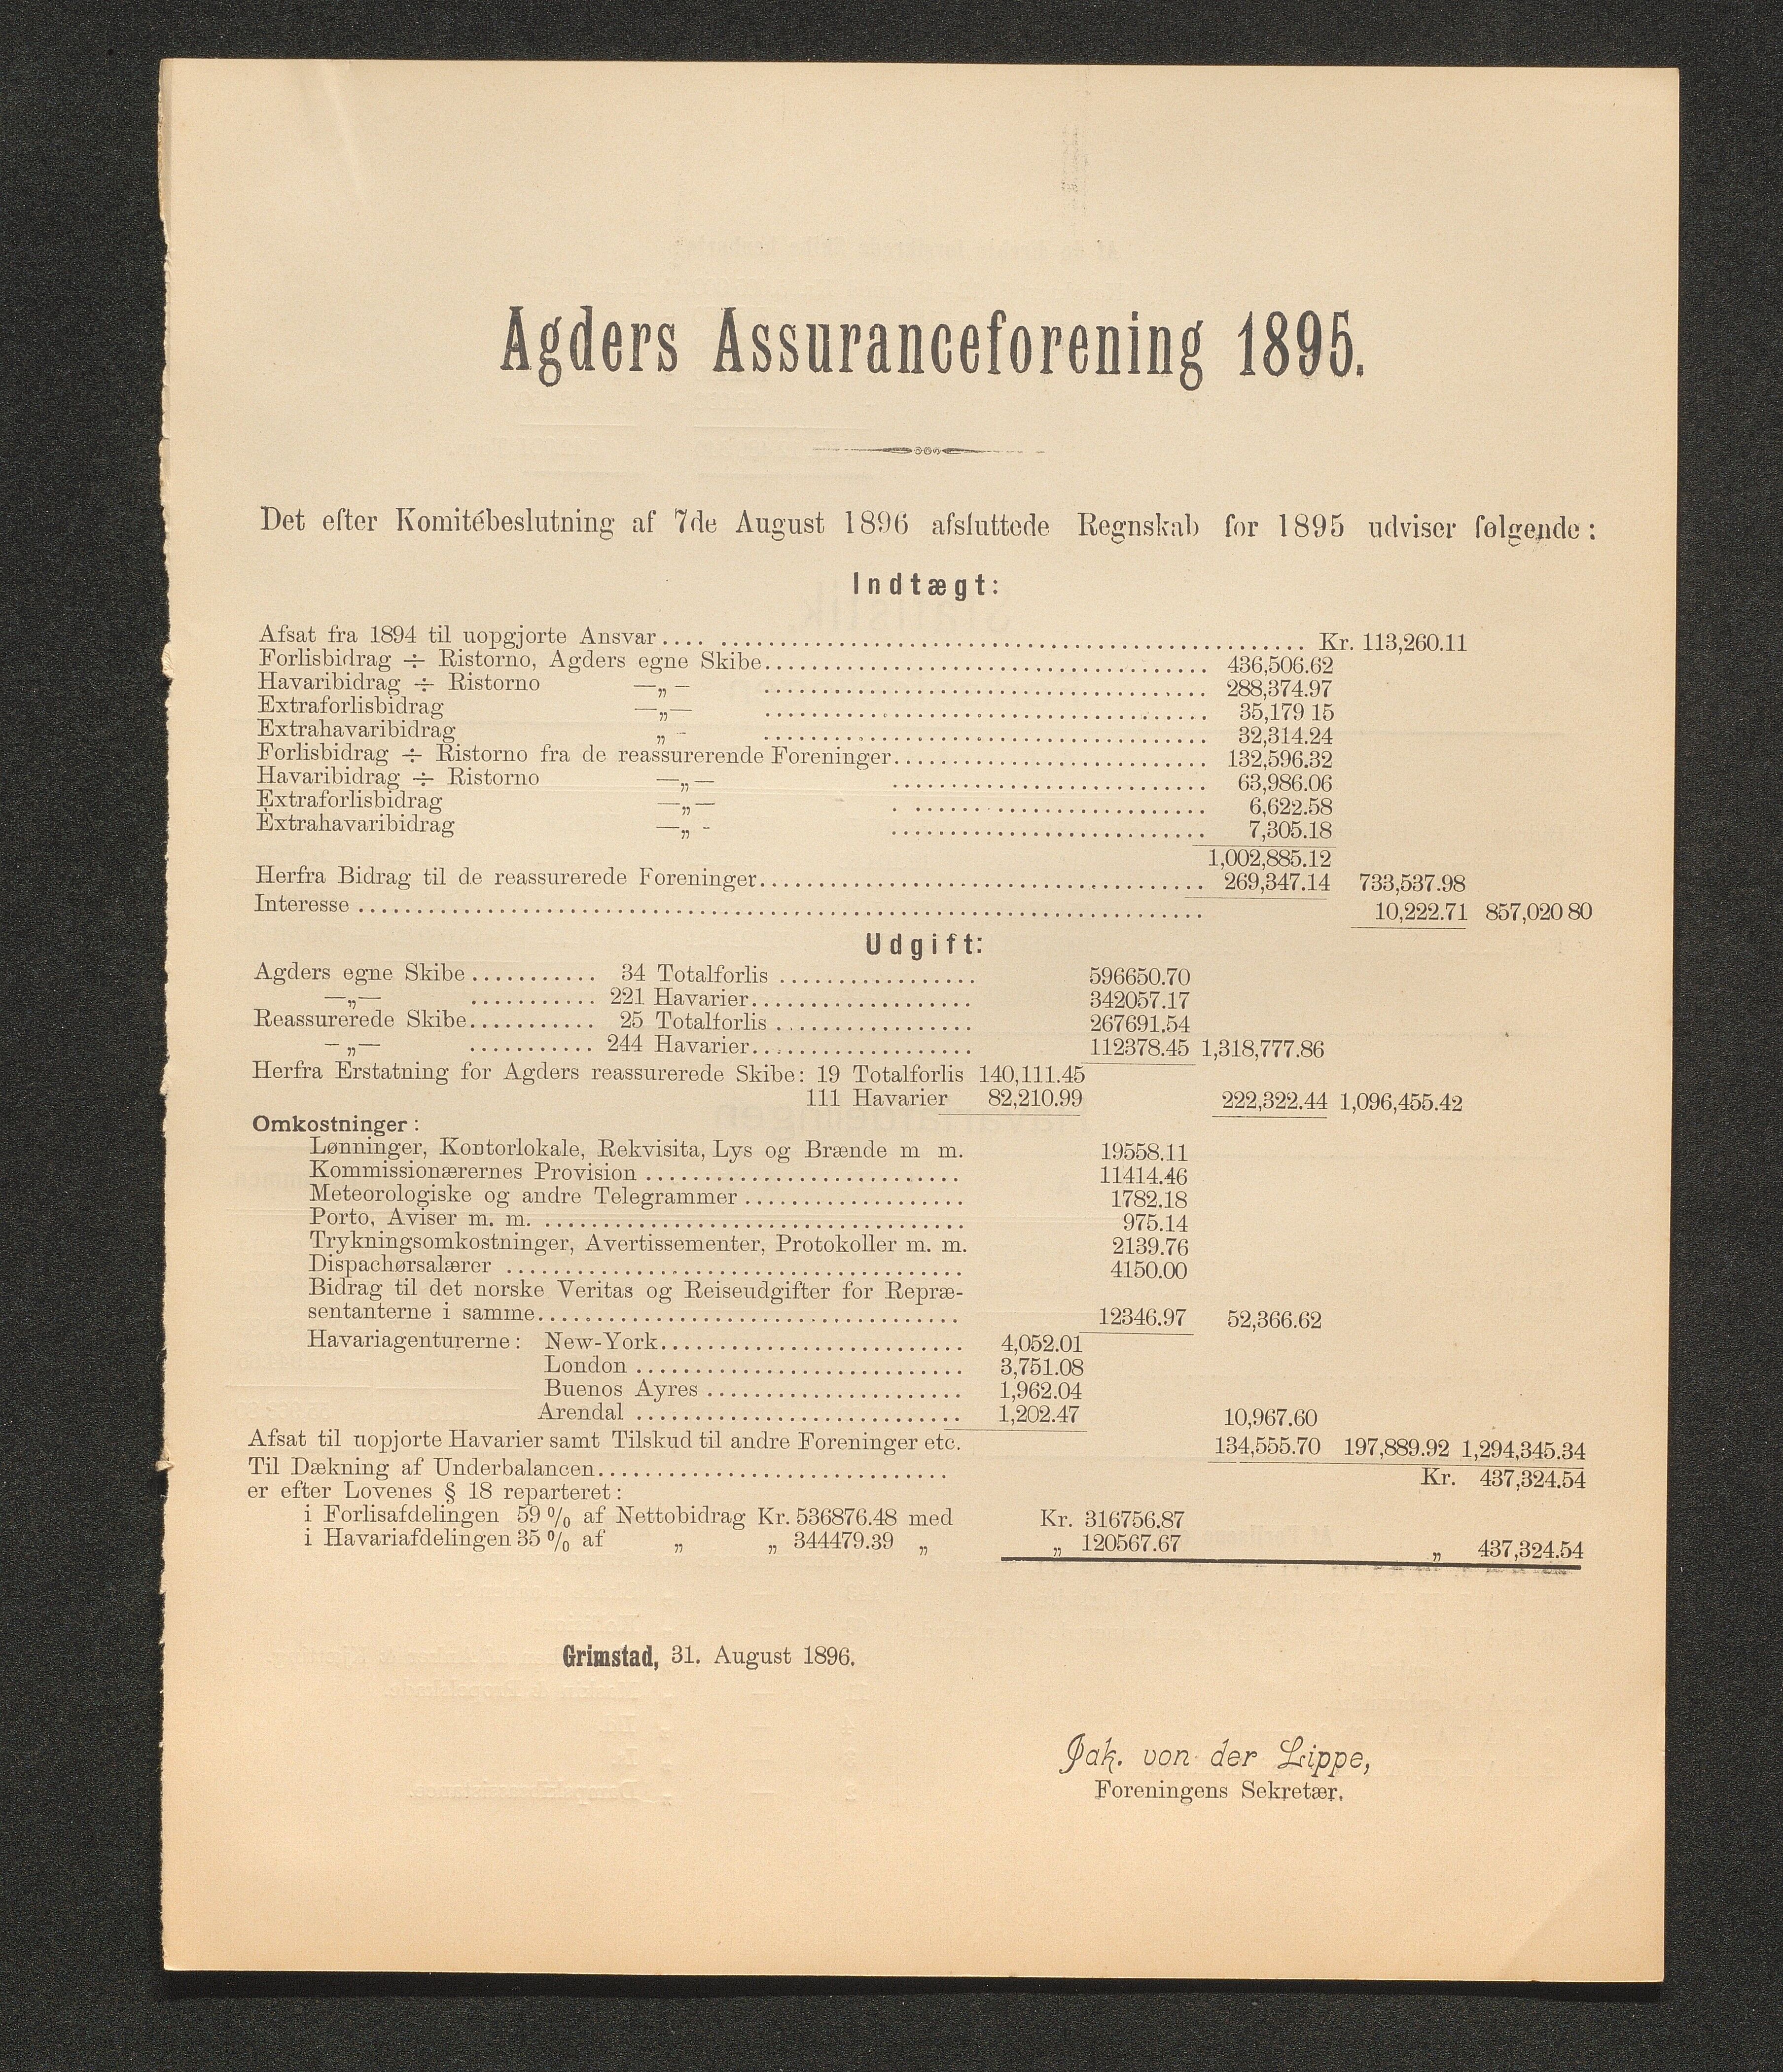 Agders Assuranceforening 1895.
Det efter Komitébeslutning af 7de August 1896 afsluttede Regnskab for 1895 udviser følgende:
Indtægt:
Afsat fra 1894 til uopgjorte Ansvar.... .................................................. Kr. 113,260.11
Forlisbidrag ÷ Ristorno, Agders egne Skibe...................................... 436,506.62
Havaribidrag ÷ Ristorno —„— ...................................... 288,374.97
Extraforlisbidrag —„— ...................................... 35,179 15
Extrahavaribidrag „ - ...................................... 32,314.24
Forlisbidrag ÷ Ristorno fra de reassurerende Foreninger........................... 132,596.32
Havaribidrag ÷ Ristorno —„— ........................... 63,986.06
Extraforlisbidrag —„— . ......................... 6,622.58
Extrahavaribidrag —„ - ........................... 7,305.18
1,002,885.12
Herfra Bidrag til de reassurerede Foreninger...................................... 269,347.14 733,537.98
Interesse ......................................................................... 10,222.71 857,020 80
Udgift:
Agders egne Skibe........... 34 Totalforlis ................. 596650.70
—„— ........... 221 Havarier................... 342057.17
Reassurerede Skibe........... 25 Totalforlis ................. 267691.54
—„— ........... 244 Havarier................... 112378.45 1,318,777.86
Herfra Erstatning for Agders reassurerede Skibe: 19 Totalforlis 140,111.45
111 Havarier 82,210.99 222,322.44 1,096,455.42
Omkostninger:
Lønninger, Kontorlokale, Rekvisita, Lys og Brænde m m. 19558.11
Kommissionærernes Provision ........................... 11414.46
Meteorologiske og andre Telegrammer ................... 1782.18
Porto, Aviser m. m. .................................... 975.14
Trykningsomkostninger, Avertissementer, Protokoller m. m. 2139.76
Dispachørsalærer ....................................... 4150.00
Bidrag til det norske Veritas og Reiseudgifter for Repræ-
sentanterne i samme.................................... 12346.97 52,366.62
Havariagenturerne: New-York.......................... 4,052.01
London ............................ 3,751.08
Buenos Ayres ...................... 1,962.04
Arendal ............................ 1,202.47 10,967.60
Afsat til uopjorte Havarier samt Tilskud til andre Foreninger etc. 134,555.70 197,889.92 1,294,345.34
Til Dækning af Underbalancen.............................. Kr. 437,324.54
er efter Lovenes § 18 reparteret:
i Forlisafdelingen 59 % af Nettobidrag Kr. 536876.48 med Kr. 316756.87
i Havariafdelingen 35 % af „ „ 344479.39 „ „ 120567.67 „ 437,324.54
Grimstad, 31. August 1896.
Jak. von der Lippe,
Foreningens Sekretær.